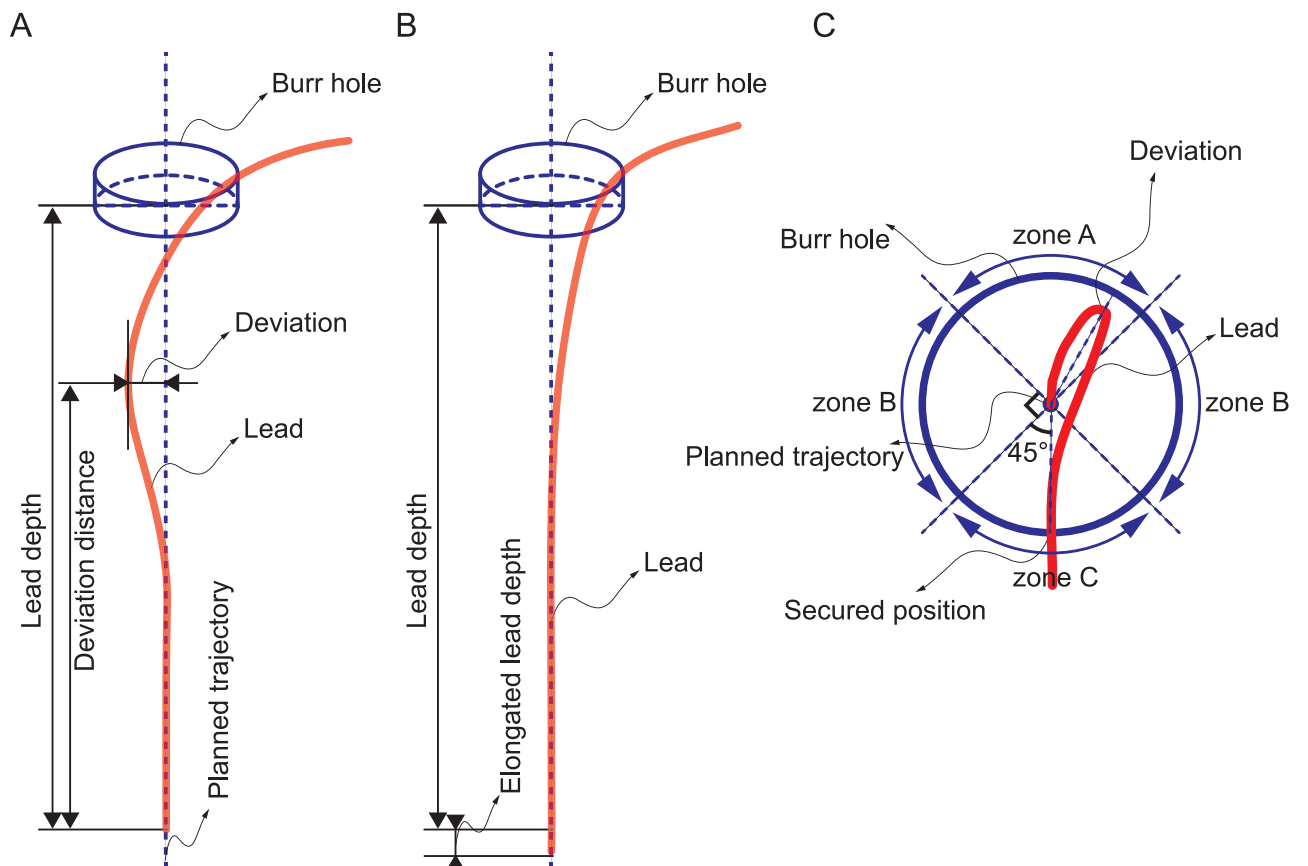 A
Burr hole
Deviation
Lead
Lead depth
Deviation distance
Planned trajectory
B
Burr hole
Lead depth
Elongated lead depth
Lead
C
Deviation
Burr hole
zone A
Lead
zone B
zone B
Planned trajectory
45°
zone C
Secured position